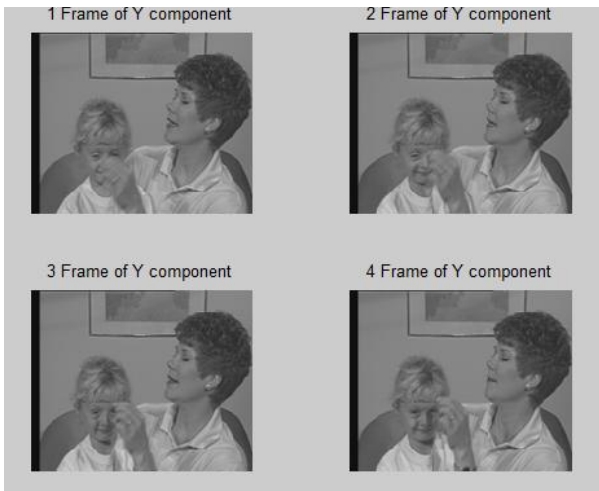 1 Frame of Y component
2 Frame of Y component
3 Frame of Y component
4 Frame of Y component